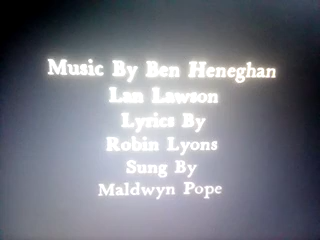 Music By Ben Heneghan
Lan Lawson
Lyrics By
Robin Lyons
Sung By
Maldwyn Pope